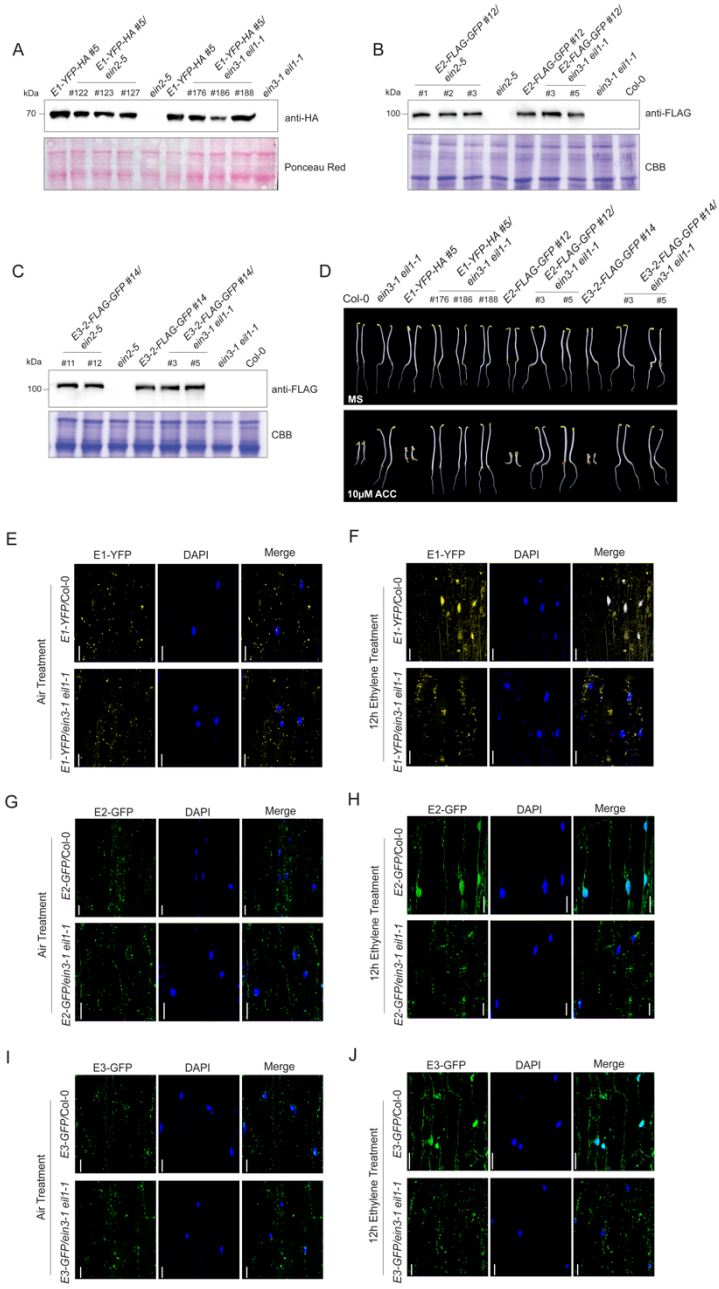 A
E1-YFP-HA #5
E1-YFP-HA #5/
ein2-5
ein2-5
E1-YFP-HA #5
E1-YFP-HA #5/
ein3-1 eil1-1
ein3-1 eil1-1
kDa
#122 #123 #127
#176 #186 #188
70
anti-HA
Ponceau Red
B
E2-FLAG-GFP #12/
ein2-5
ein2-5
E2-FLAG-GFP #12
E2-FLAG-GFP #12/
ein3-1 eil1-1
ein3-1 eil1-1
Col-0
kDa
#1 #2 #3
#3 #5
100
anti-FLAG
CBB
C
E3-2-FLAG-GFP #14/
ein2-5
ein2-5
E3-2-FLAG-GFP #14
E3-2-FLAG-GFP #14/
ein3-1 eil1-1
ein3-1 eil1-1
Col-0
kDa
#11 #12
#3 #5
100
anti-FLAG
CBB
D
Col-0
ein3-1 eil1-1
E1-YFP-HA #5
E1-YFP-HA #5/
ein3-1 eil1-1
E2-FLAG-GFP #12
E2-FLAG-GFP #12/
ein3-1 eil1-1
E3-2-FLAG-GFP #14
E3-2-FLAG-GFP #14/
ein3-1 eil1-1
#176 #186 #188
#3 #5
#3 #5
MS
10µM ACC
E
E1-YFP DAPI Merge
Air Treatment
E1-YFP/Col-0
E1-YFP/ein3-1 eil1-1
F
E1-YFP DAPI Merge
12h Ethylene Treatment
E1-YFP/Col-0
E1-YFP/ein3-1 eil1-1
G
E2-GFP DAPI Merge
Air Treatment
E2-GFP/Col-0
E2-GFP/ein3-1 eil1-1
H
E2-GFP DAPI Merge
12h Ethylene Treatment
E2-GFP/Col-0
E2-GFP/ein3-1 eil1-1
I
E3-GFP DAPI Merge
Air Treatment
E3-GFP/Col-0
E3-GFP/ein3-1 eil1-1
J
E3-GFP DAPI Merge
12h Ethylene Treatment
E3-GFP/Col-0
E3-GFP/ein3-1 eil1-1